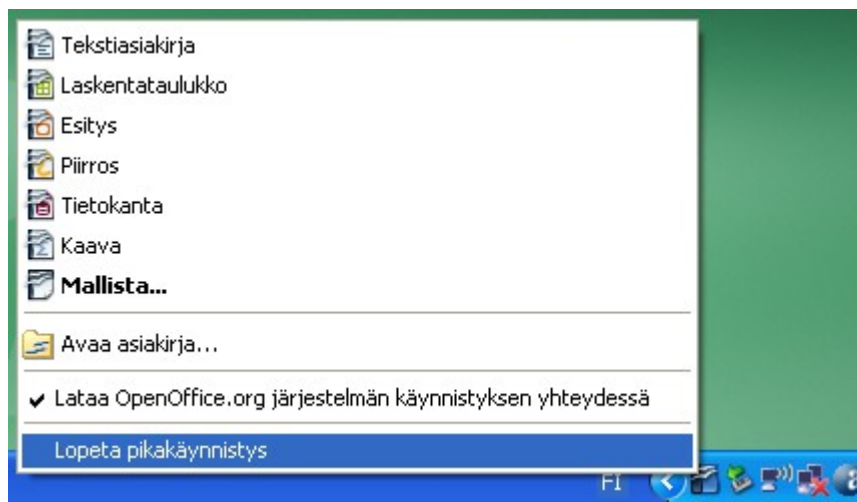 Tekstiasiakirja
Laskentataulukko
Esitys
Piirros
Tietokanta
Kaava
Mallista...
Avaa asiakirja...
Lataa OpenOffice.org järjestelmän käynnistyksen yhteydessä
Lopeta pikakäynnistys
FI